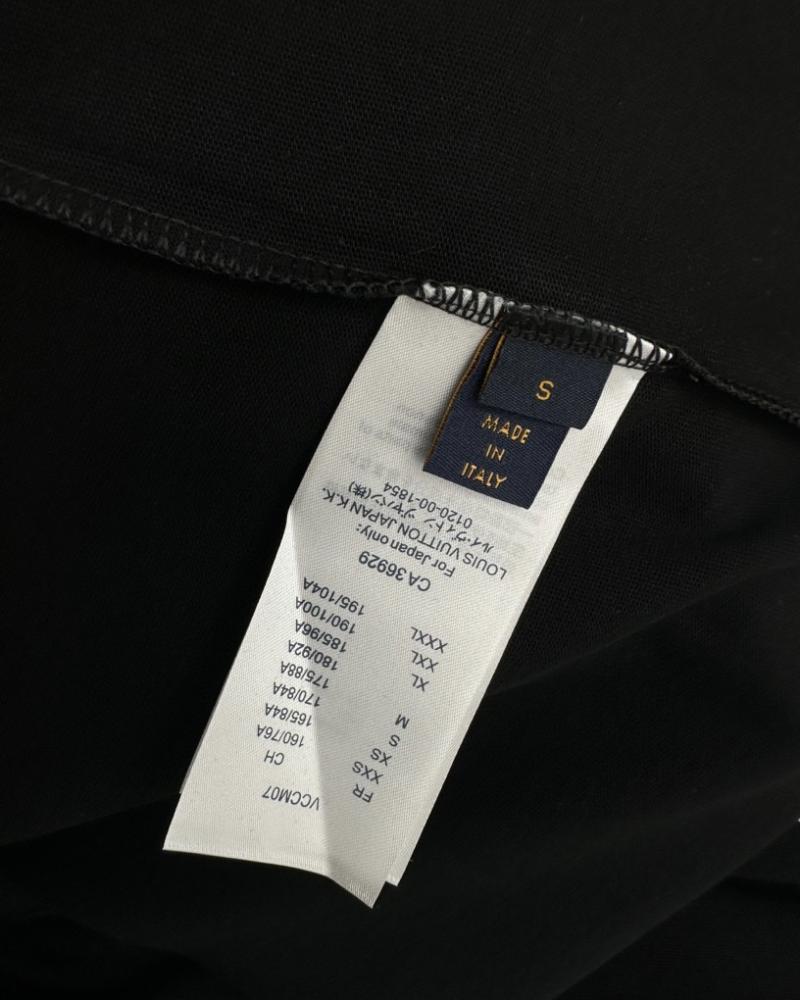 S
MADE
IN
ITALY
VCCM07
FR CH
XXS 160/76A
XS 165/84A
S 170/84A
M 175/88A
180/92A
XL 185/96A
XXL 190/100A
XXXL 195/104A
CA 36929
For Japan only:
LOUIS VUITTON JAPAN K.K.
ルイ・ヴィトン ジャパン(株)
0120-00-1854